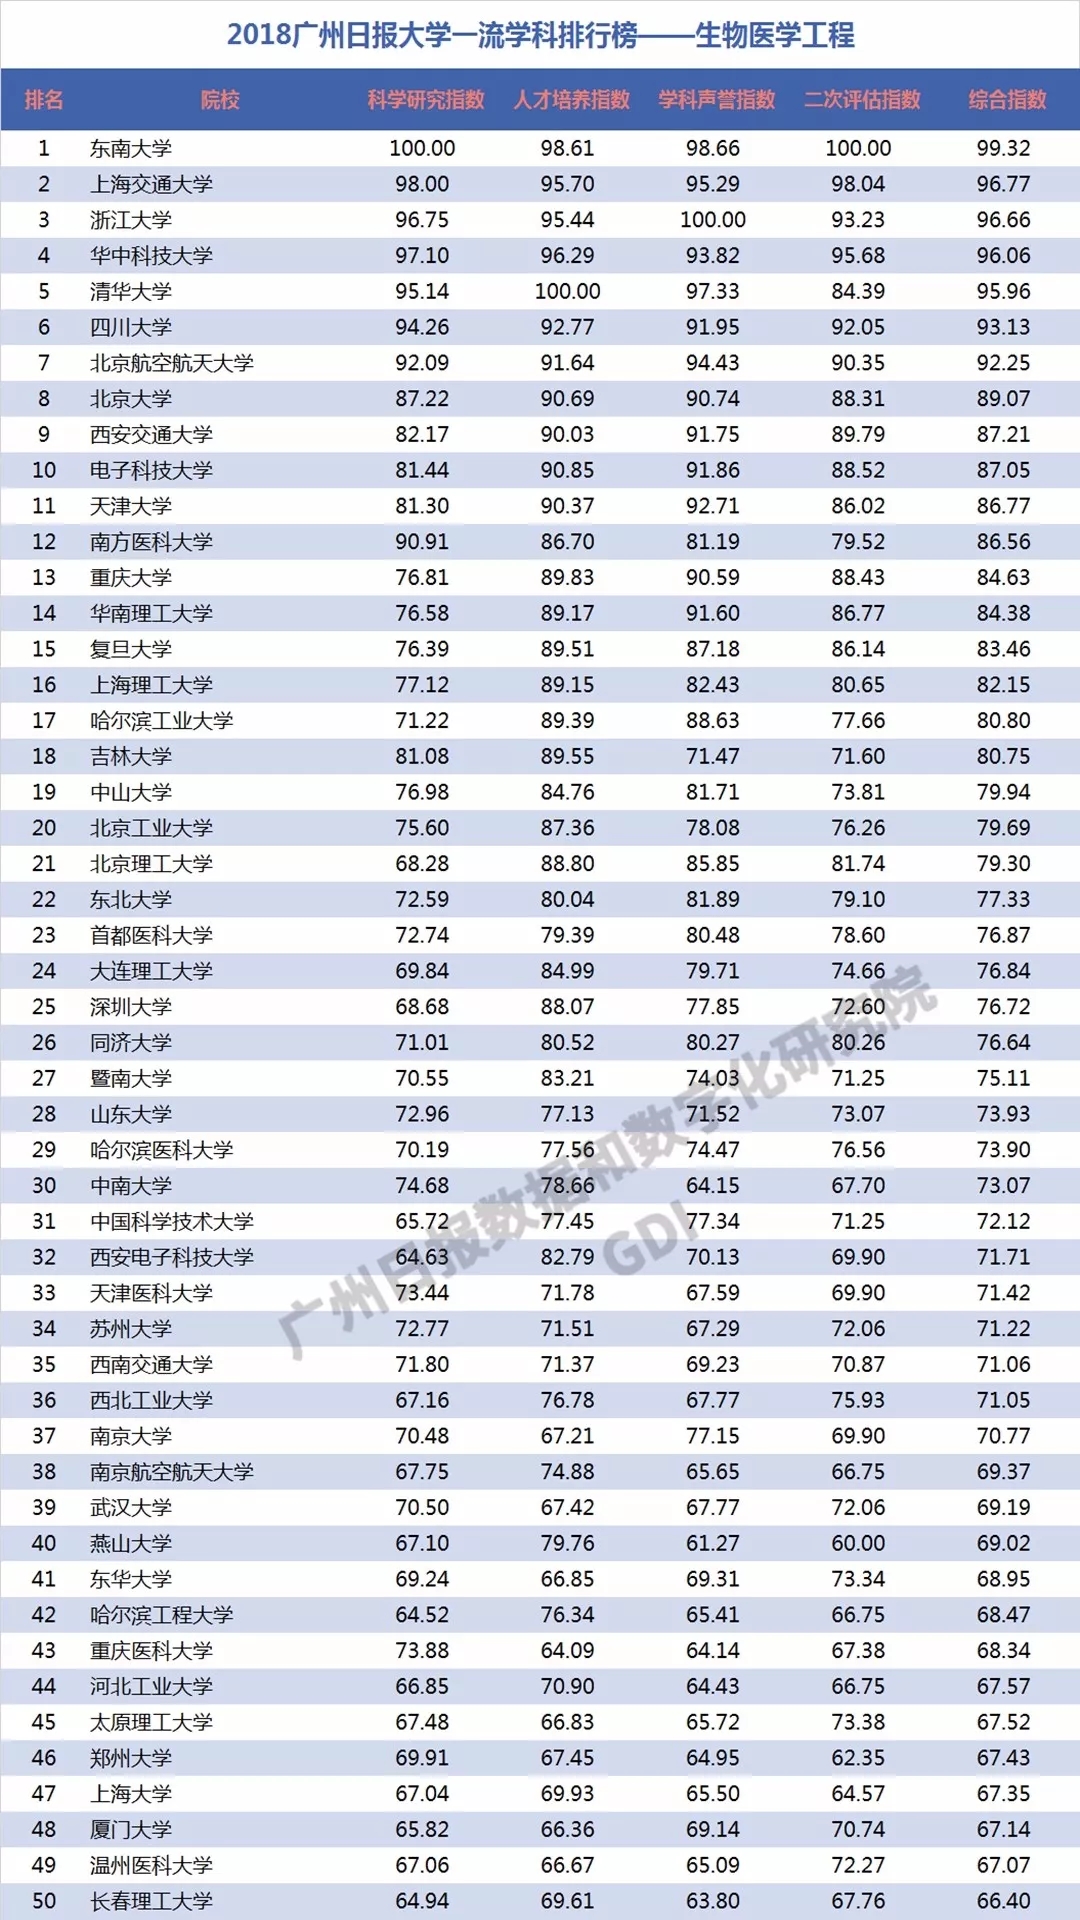 2018广州日报大学一流学科排行榜——生物医学工程
排名 院校 科学研究指数 人才培养指数 学科声誉指数 二次评估指数 综合指数
1 东南大学 100.00 98.61 98.66 100.00 99.32
2 上海交通大学 98.00 95.70 95.29 98.04 96.77
3 浙江大学 96.75 95.44 100.00 93.23 96.66
4 华中科技大学 97.10 96.29 93.82 95.68 96.06
5 清华大学 95.14 100.00 97.33 84.39 95.96
6 四川大学 94.26 92.77 91.95 92.05 93.13
7 北京航空航天大学 92.09 91.64 94.43 90.35 92.25
8 北京大学 87.22 90.69 90.74 88.31 89.07
9 西安交通大学 82.17 90.03 91.75 89.79 87.21
10 电子科技大学 81.44 90.85 91.86 88.52 87.05
11 天津大学 81.30 90.37 92.71 86.02 86.77
12 南方医科大学 90.91 86.70 81.19 79.52 86.56
13 重庆大学 76.81 89.83 90.59 88.43 84.63
14 华南理工大学 76.58 89.17 91.60 86.77 84.38
15 复旦大学 76.39 89.51 87.18 86.14 83.46
16 上海理工大学 77.12 89.15 82.43 80.65 82.15
17 哈尔滨工业大学 71.22 89.39 88.63 77.66 80.80
18 吉林大学 81.08 89.55 71.47 71.60 80.75
19 中山大学 76.98 84.76 81.71 73.81 79.94
20 北京工业大学 75.60 87.36 78.08 76.26 79.69
21 北京理工大学 68.28 88.80 85.85 81.74 79.30
22 东北大学 72.59 80.04 81.89 79.10 77.33
23 首都医科大学 72.74 79.39 80.48 78.60 76.87
24 大连理工大学 69.84 84.99 79.71 74.66 76.84
25 深圳大学 68.68 88.07 77.85 72.60 76.72
26 同济大学 71.01 80.52 80.27 80.26 76.64
27 暨南大学 70.55 83.21 74.03 71.25 75.11
28 山东大学 72.96 77.13 71.52 73.07 73.93
29 哈尔滨医科大学 70.19 77.56 74.47 76.56 73.90
30 中南大学 74.68 78.66 64.15 67.70 73.07
31 中国科学技术大学 65.72 77.45 77.34 71.25 72.12
32 西安电子科技大学 64.63 82.79 70.13 69.90 71.71
33 天津医科大学 73.44 71.78 67.59 69.90 71.42
34 苏州大学 72.77 71.51 67.29 72.06 71.22
35 西南交通大学 71.80 71.37 69.23 70.87 71.06
36 西北工业大学 67.16 76.78 67.77 75.93 71.05
37 南京大学 70.48 67.21 77.15 69.90 70.77
38 南京航空航天大学 67.75 74.88 65.65 66.75 69.37
39 武汉大学 70.50 67.42 67.77 72.06 69.19
40 燕山大学 67.10 79.76 61.27 60.00 69.02
41 东华大学 69.24 66.85 69.31 73.34 68.95
42 哈尔滨工程大学 64.52 76.34 65.41 66.75 68.47
43 重庆医科大学 73.88 64.09 64.14 67.38 68.34
44 河北工业大学 66.85 70.90 64.43 66.75 67.57
45 太原理工大学 67.48 66.83 65.72 73.38 67.52
46 郑州大学 69.91 67.45 64.95 62.35 67.43
47 上海大学 67.04 69.93 65.50 64.57 67.35
48 厦门大学 65.82 66.36 69.14 70.74 67.14
49 温州医科大学 67.06 66.67 65.09 72.27 67.07
50 长春理工大学 64.94 69.61 63.80 67.76 66.40
广州日报数据和数字化研究院
GDI